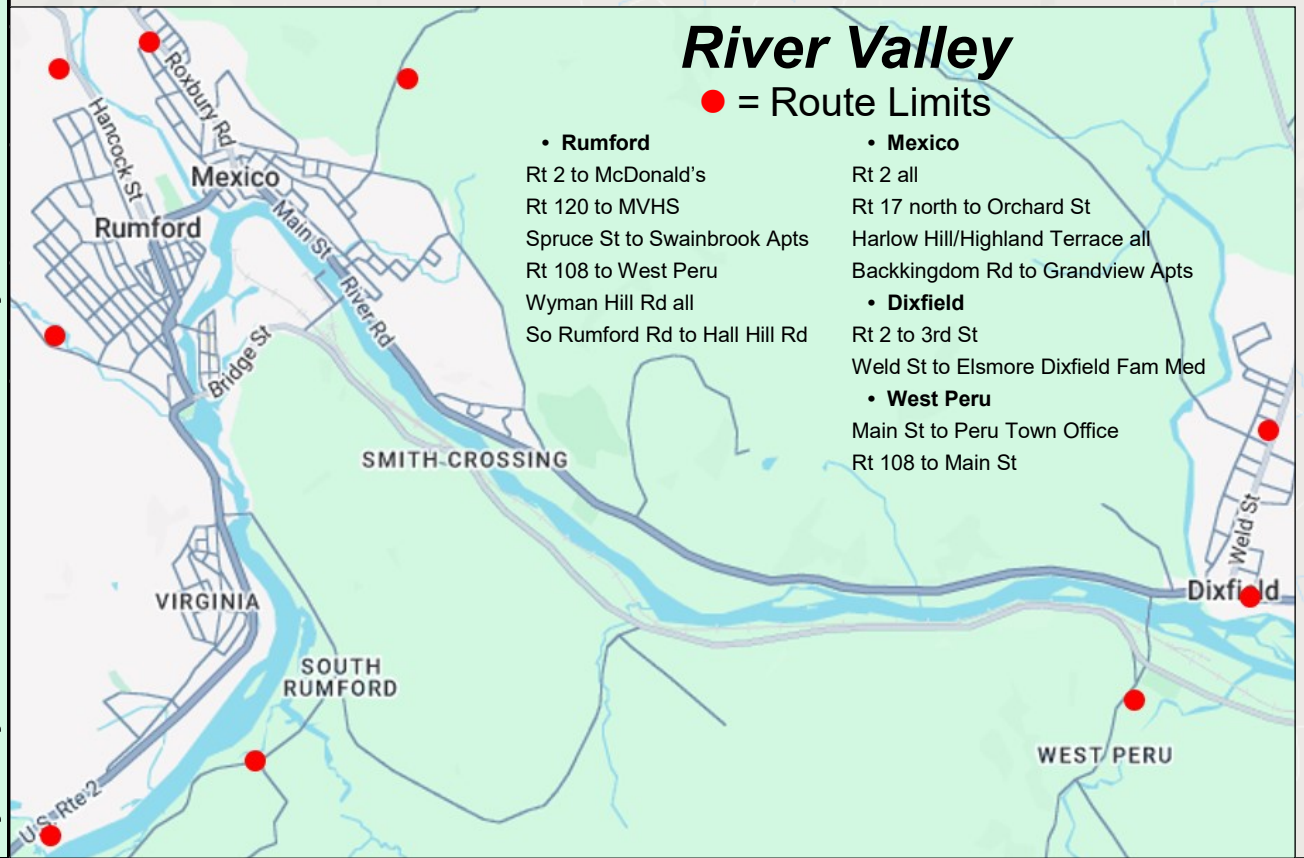 River Valley
= Route Limits
• Rumford
Rt 2 to McDonald's
Rt 120 to MVHS
Spruce St to Swainbrook Apts
Rt 108 to West Peru
Wyman Hill Rd all
So Rumford Rd to Hall Hill Rd
• Mexico
Rt 2 all
Rt 17 north to Orchard St
Harlow Hill/Highland Terrace all
Backkingdom Rd to Grandview Apts
• Dixfield
Rt 2 to 3rd St
Weld St to Elsmore Dixfield Fam Med
• West Peru
Main St to Peru Town Office
Rt 108 to Main St
Roxbury Rd
Hancock St
Mexico
Rumford
Main St
River Rd
Bridge St
SMITH CROSSING
Weld St
Dixfield
VIRGINIA
SOUTH
RUMFORD
WEST PERU
U.S. Rte 2